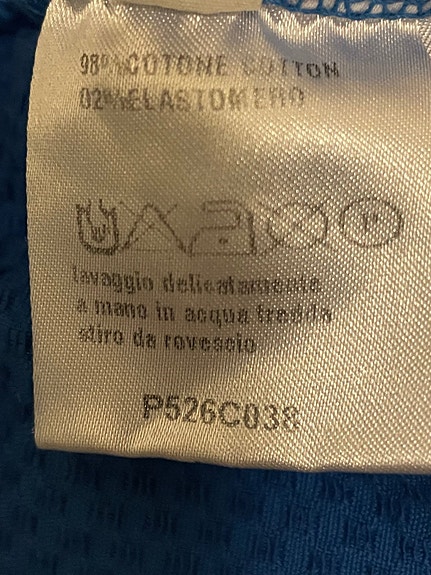 98% COTONE COTTON
02% ELASTOMERO
lavaggio delicatamente
a mano in acqua fredda
stiro da rovescio
P526C038